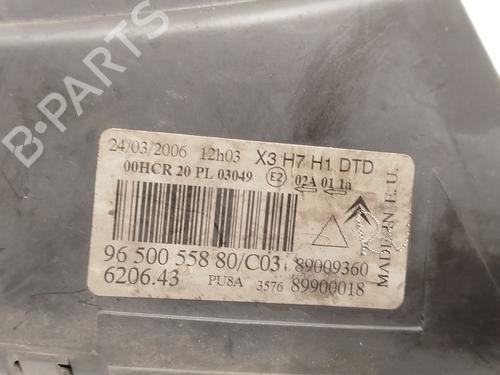 24/03/2006 12h03 X3 H7 H1 DTD
00HCR 20 PL 03049 E2 02A 01 1a
96 500 558 80/C03 89009360
6206.43 PU8A 3576 89900018
MADE IN E.U.
B-PARTS